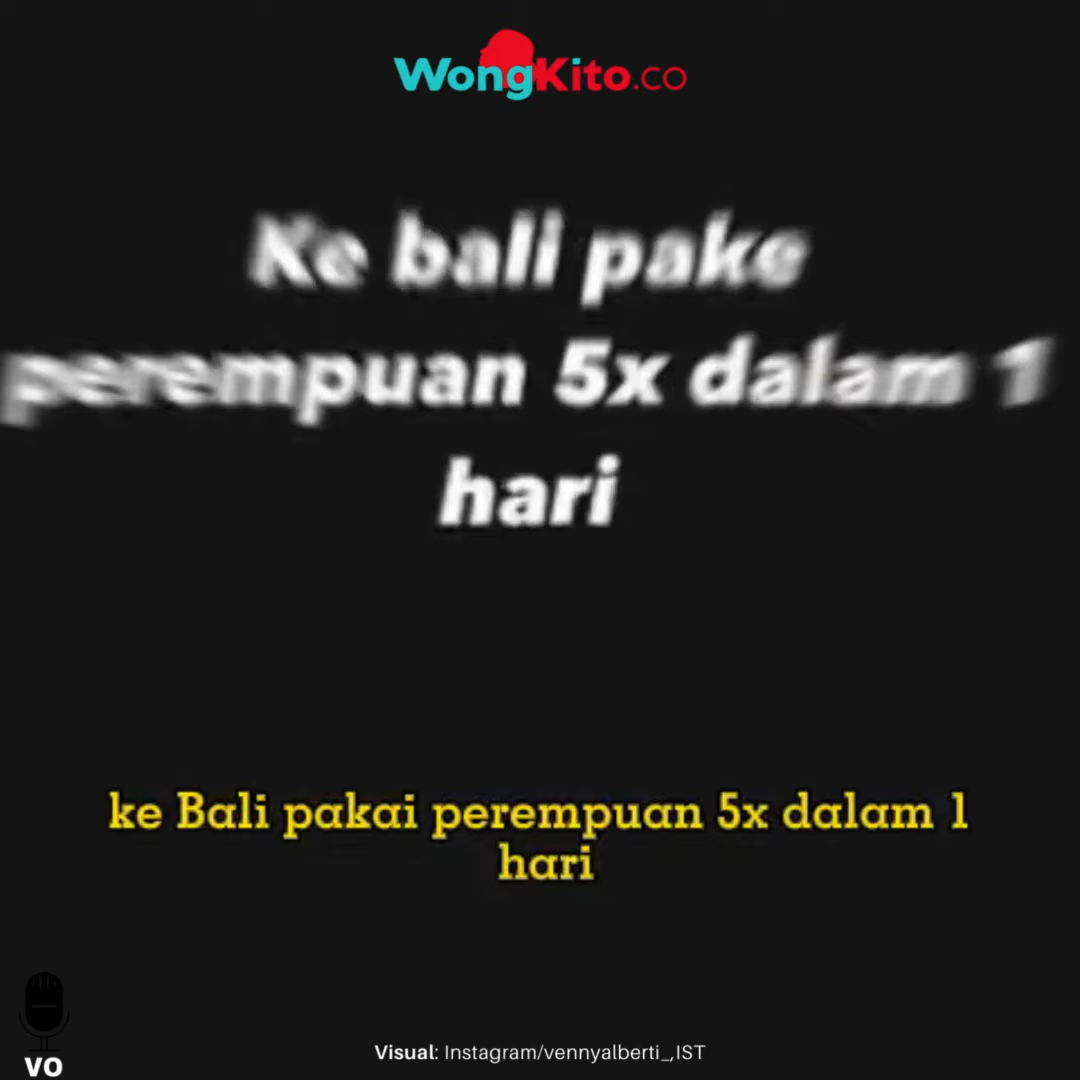 WongKito.co
Ke bali pake
perempuan 5x dalam 1
hari
ke Bali pakai perempuan 5x dalam 1
hari
VO
Visual: Instagram/vennyalberti_,IST